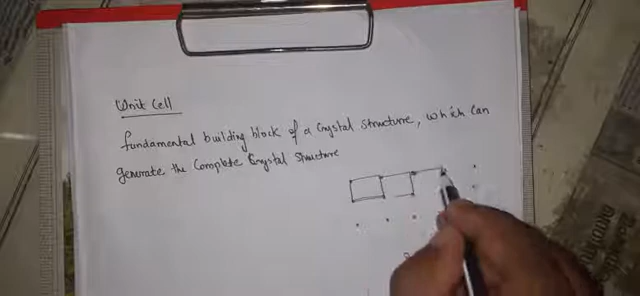 Unit Cell
fundamental building block of a Crystal Structure, which can
generate the Complete Crystal Structure